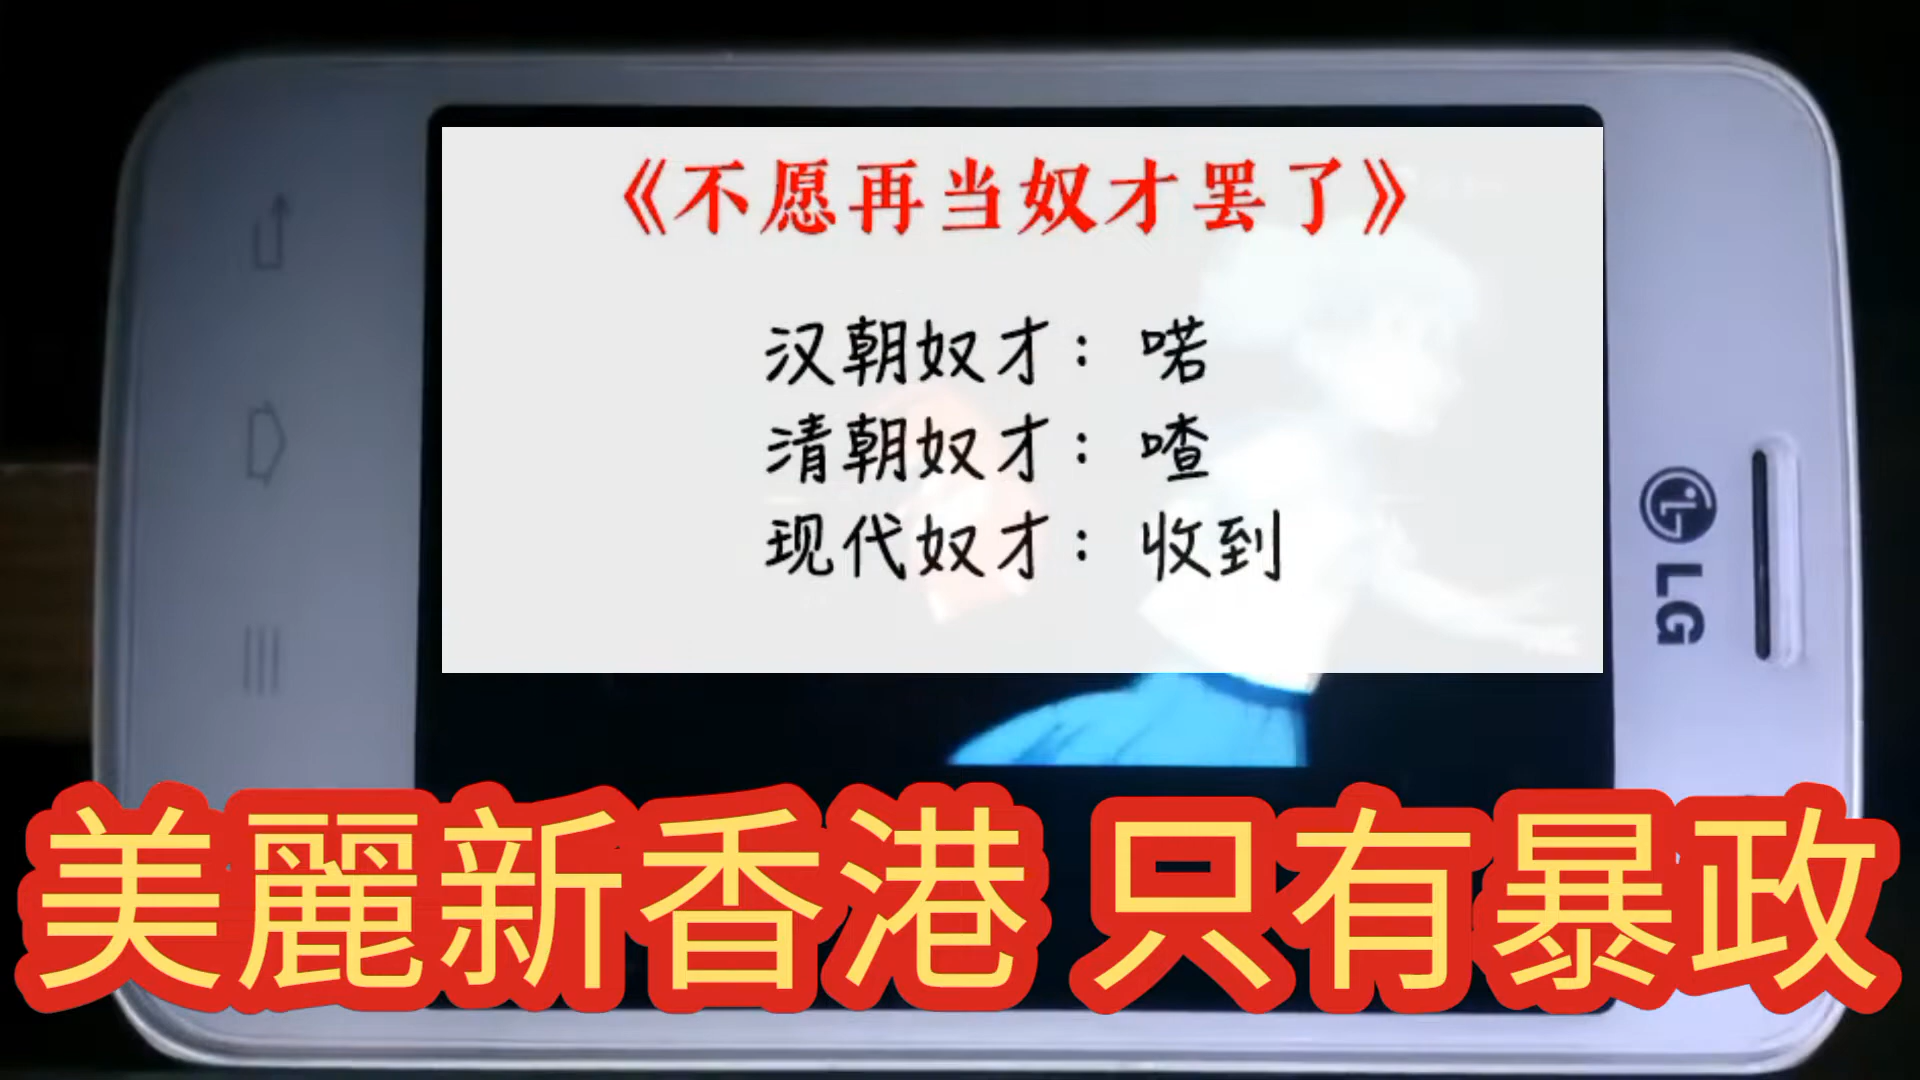 《不愿再当奴才罢了》
汉朝奴才：喏
清朝奴才：喳
现代奴才：收到
LG
美麗新香港 只有暴政